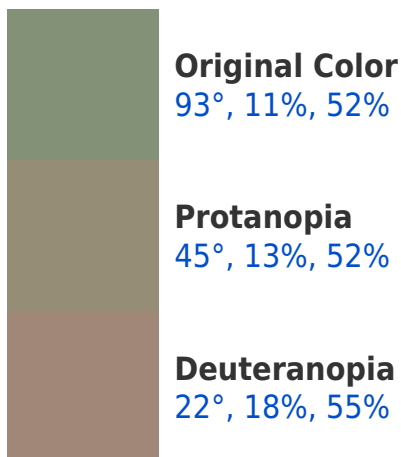 Original Color
93°, 11%, 52%
Protanopia
45°, 13%, 52%
Deuteranopia
22°, 18%, 55%